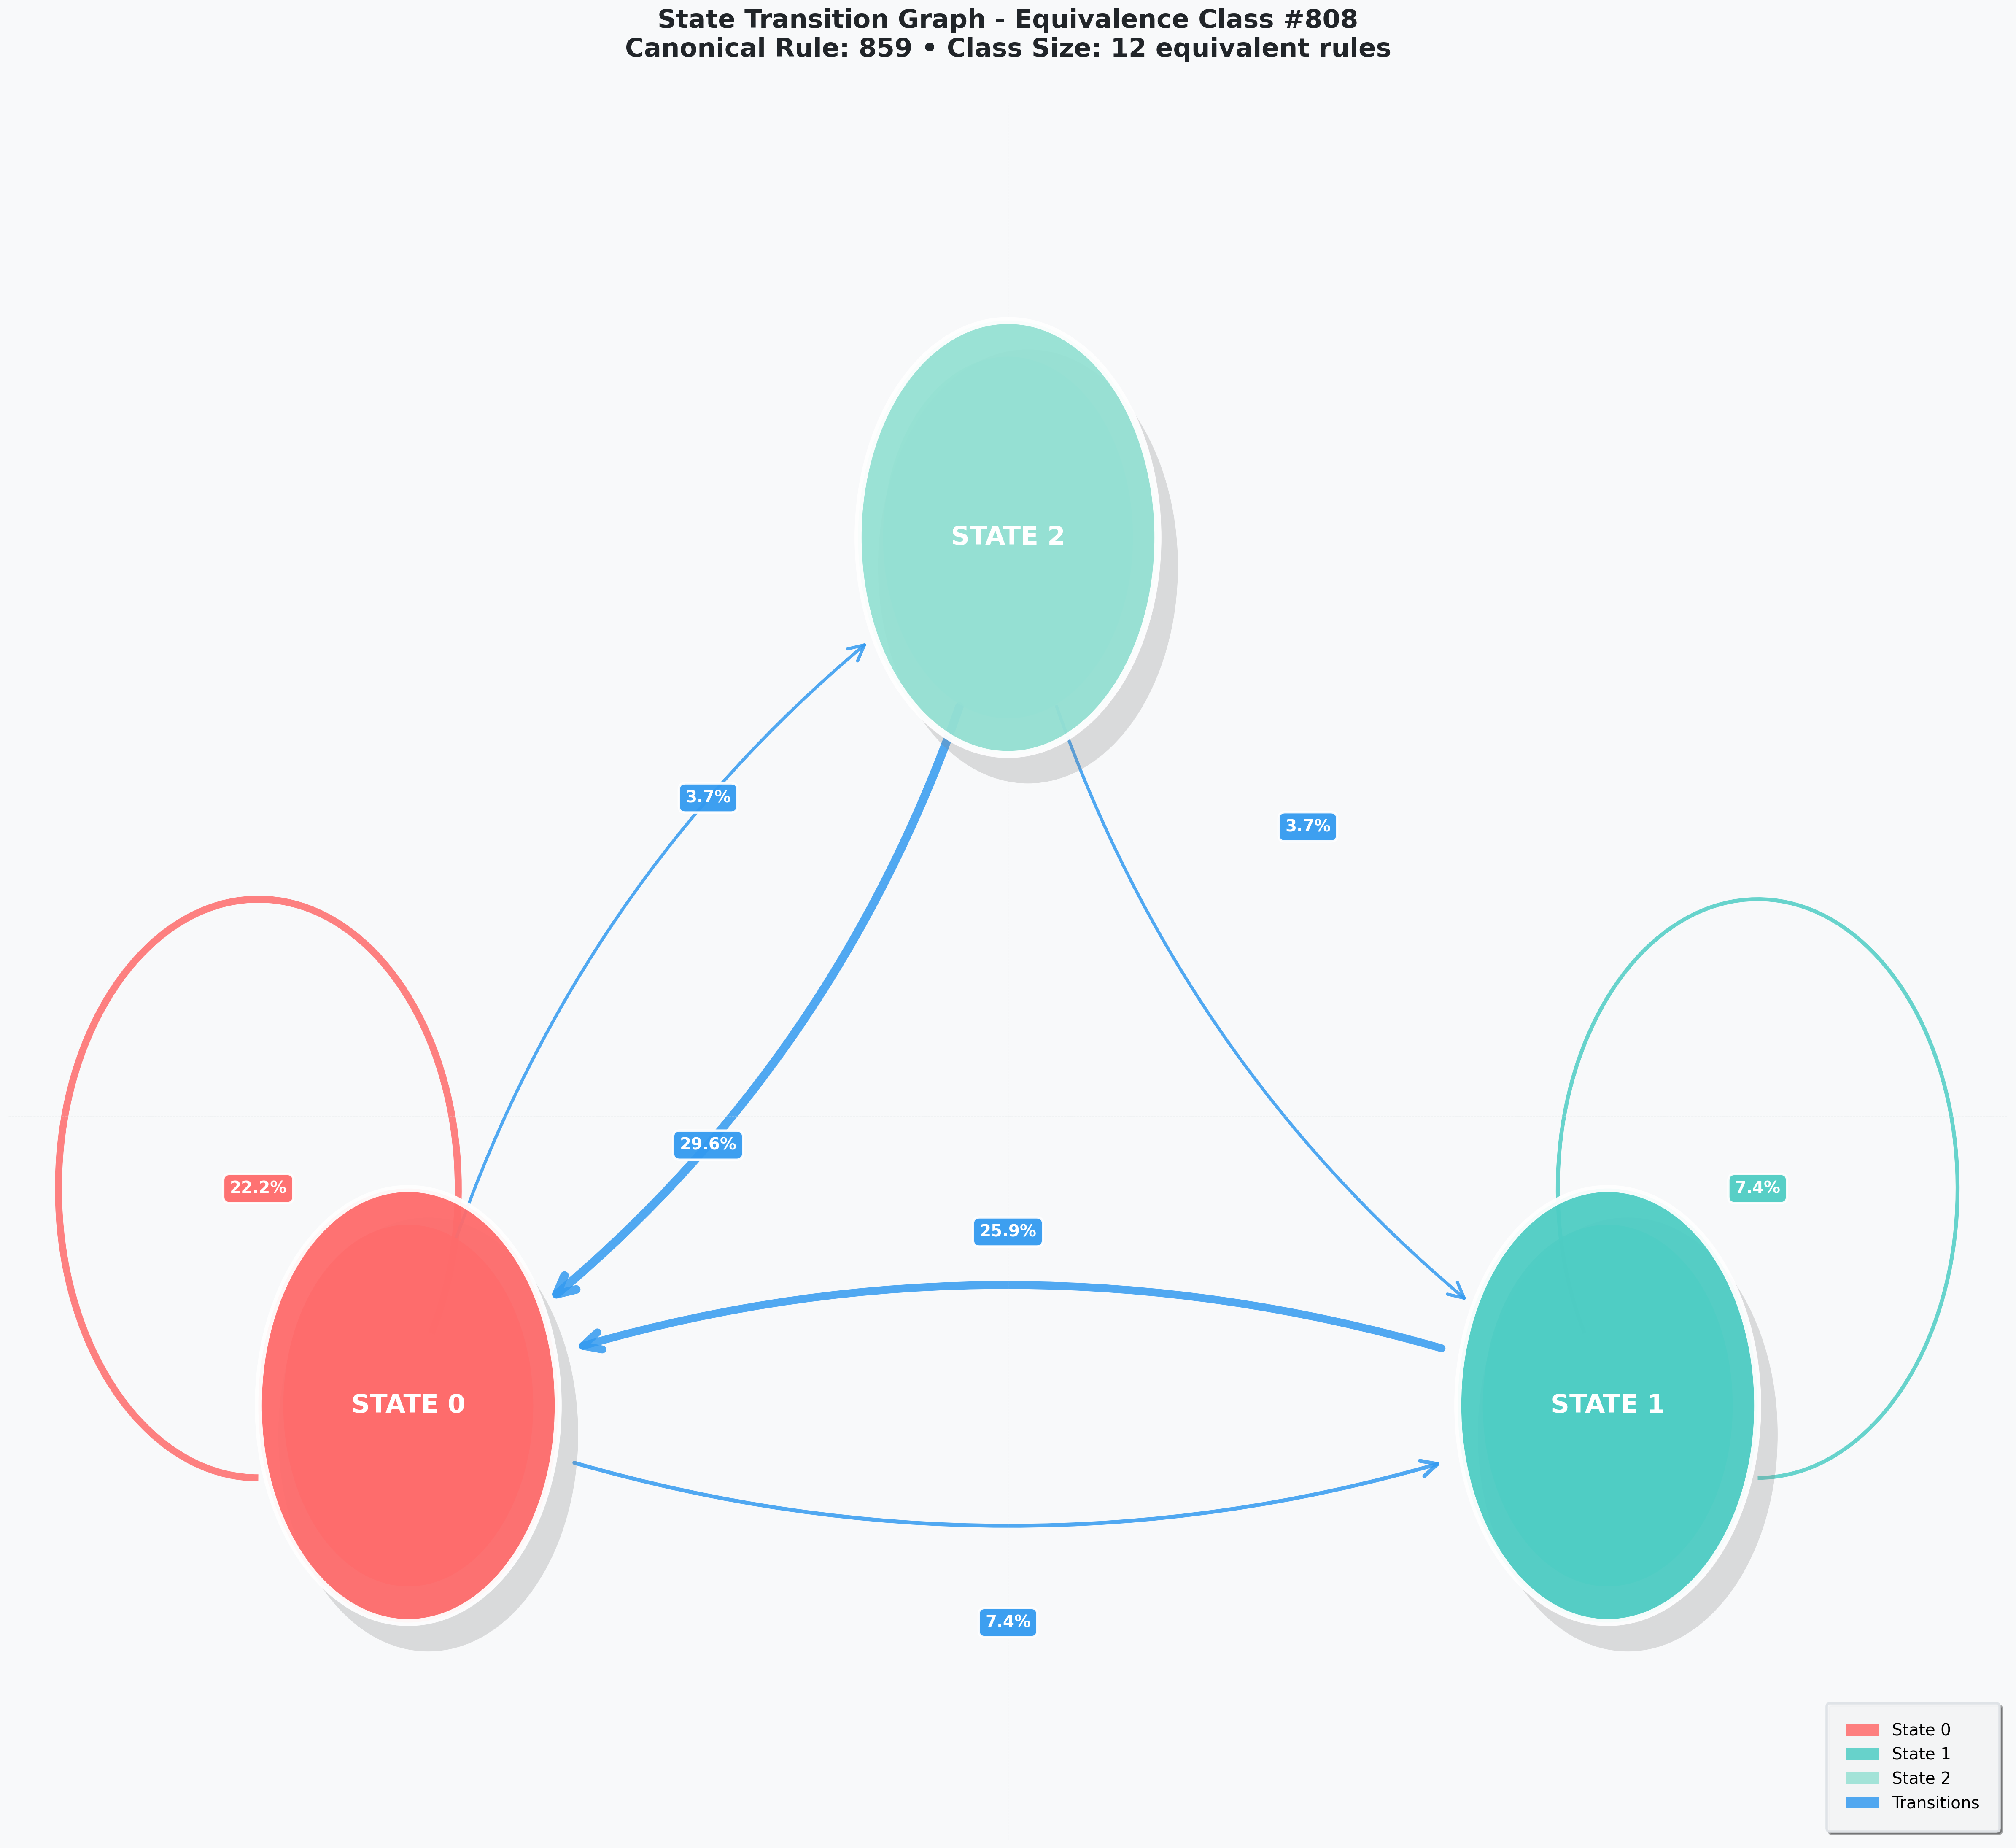 State Transition Graph - Equivalence Class #808
Canonical Rule: 859 • Class Size: 12 equivalent rules
STATE 2
3.7%
3.7%
29.6%
22.2%
7.4%
25.9%
STATE 0
STATE 1
7.4%
State 0
State 1
State 2
Transitions